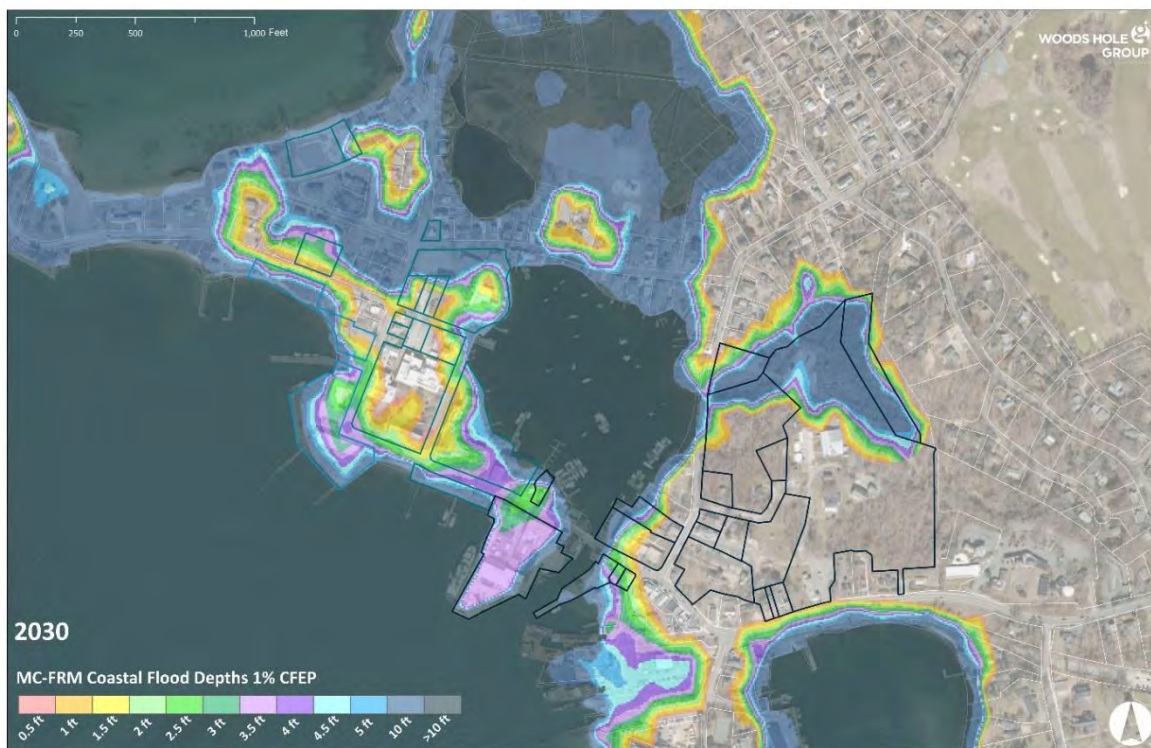 0 250 500 1,000 Feet
WOODS HOLE
GROUP
2030
MC-FRM Coastal Flood Depths 1% CFEP
0.5 ft 1 ft 1.5 ft 2 ft 2.5 ft 3 ft 3.5 ft 4 ft 4.5 ft 5 ft 10 ft >10 ft